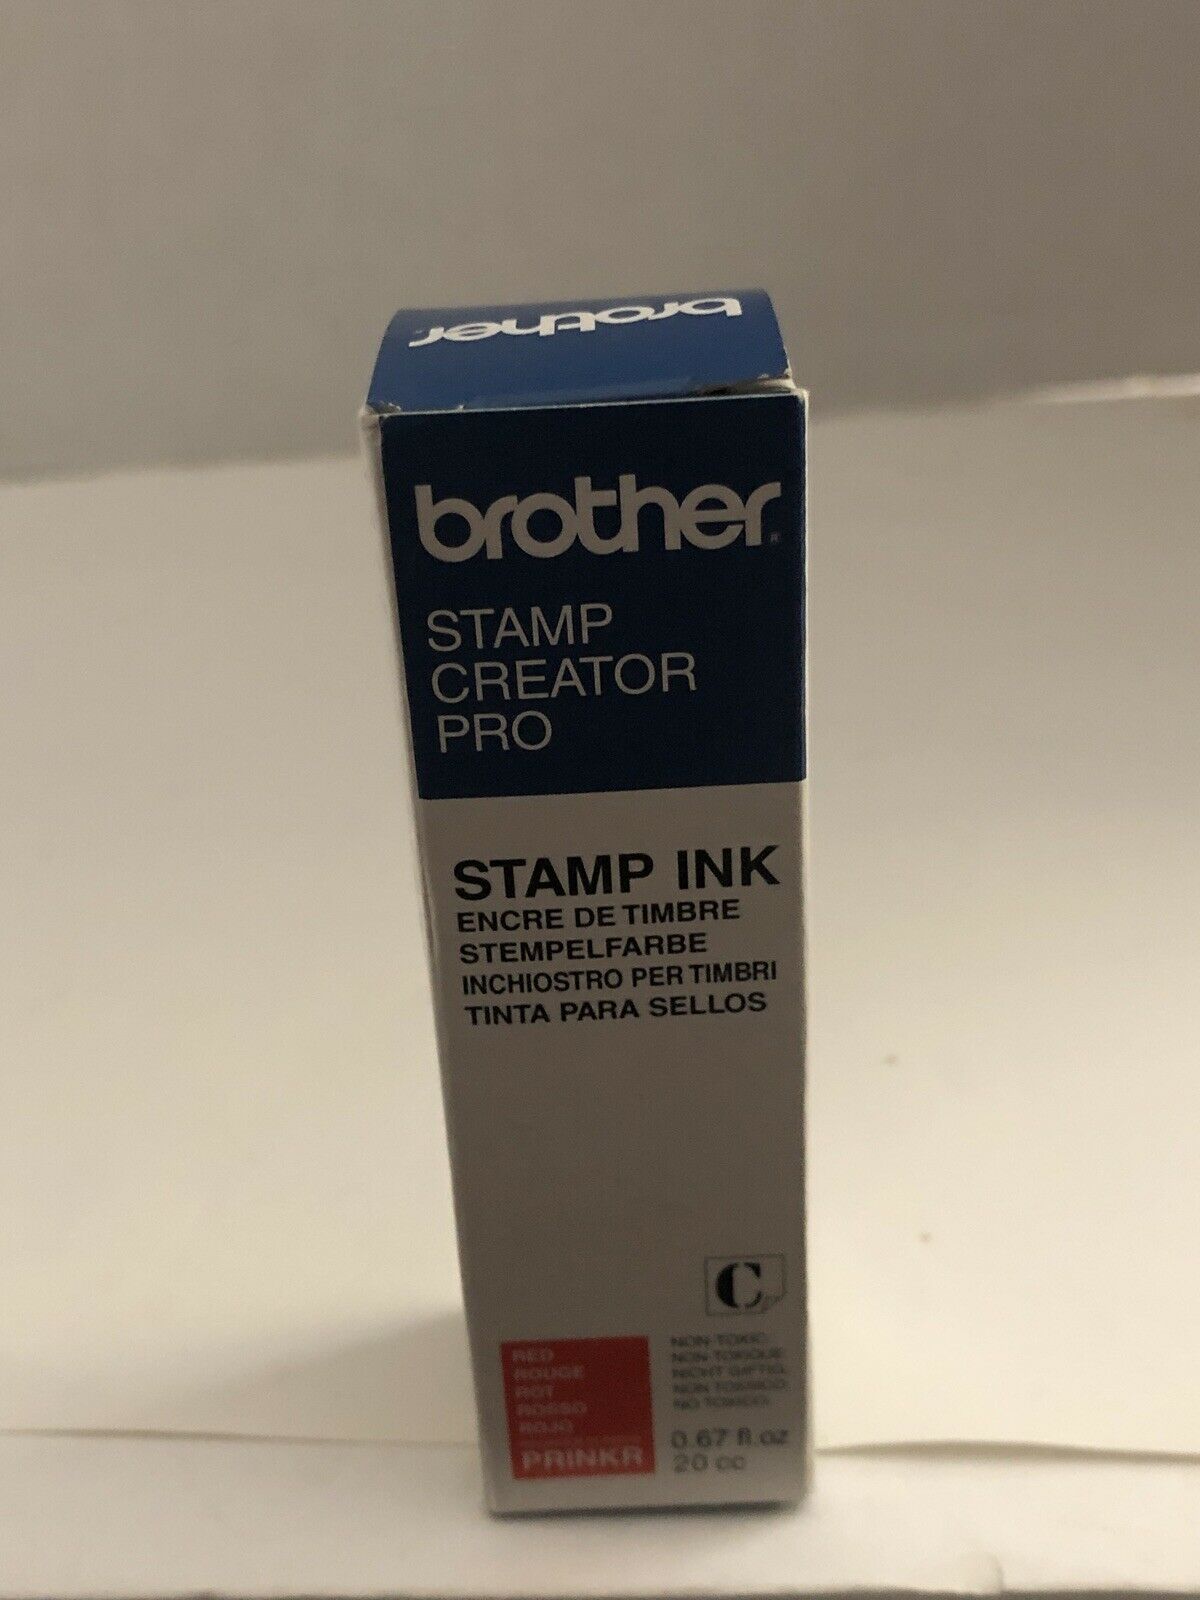 brother
brother®
STAMP
CREATOR
PRO
STAMP INK
ENCRE DE TIMBRE
STEMPELFARBE
INCHIOSTRO PER TIMBRI
TINTA PARA SELLOS
C
RED
ROUGE
ROT
ROSSO
ROJO
PRINKR
NON-TOXIC.
NON-TOXIQUE.
NICHT GIFTIG.
NON TOSSICO.
NO TOXICO.
0.67 fl.oz
20 cc